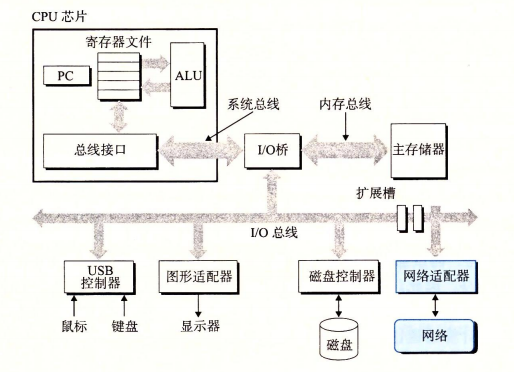 CPU 芯片
寄存器文件
PC
ALU
系统总线
内存总线
总线接口
I/O桥
主存储器
扩展槽
I/O 总线
USB
控制器
图形适配器
磁盘控制器
网络适配器
鼠标
键盘
显示器
磁盘
网络